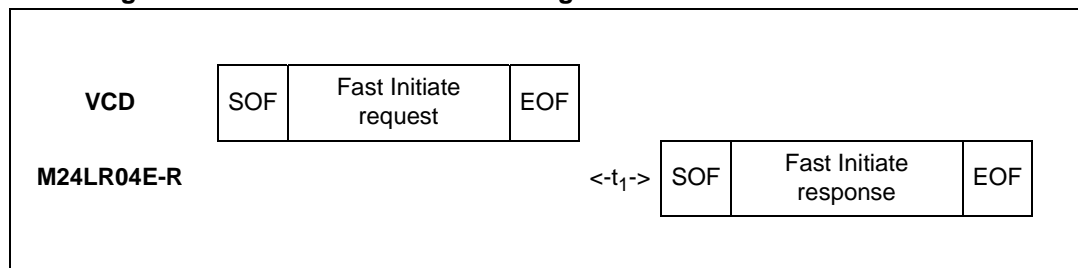 VCD SOF Fast Initiate request EOF
M24LR04E-R <-t1-> SOF Fast Initiate response EOF